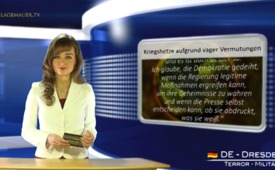 KLAGEMAUER.TV
Kriegshetze aufgrund vager Vermutungen
Ich glaube, die Demokratie gedeiht,
wenn die Regierung legitime
Maßnahmen ergreifen kann,
um ihre Geheimnisse zu wahren
und wenn die Presse selbst
entscheiden kann, ob sie abdruckt,
was sie weiß."
DE - DRESDE
TERROR - MILITÄ